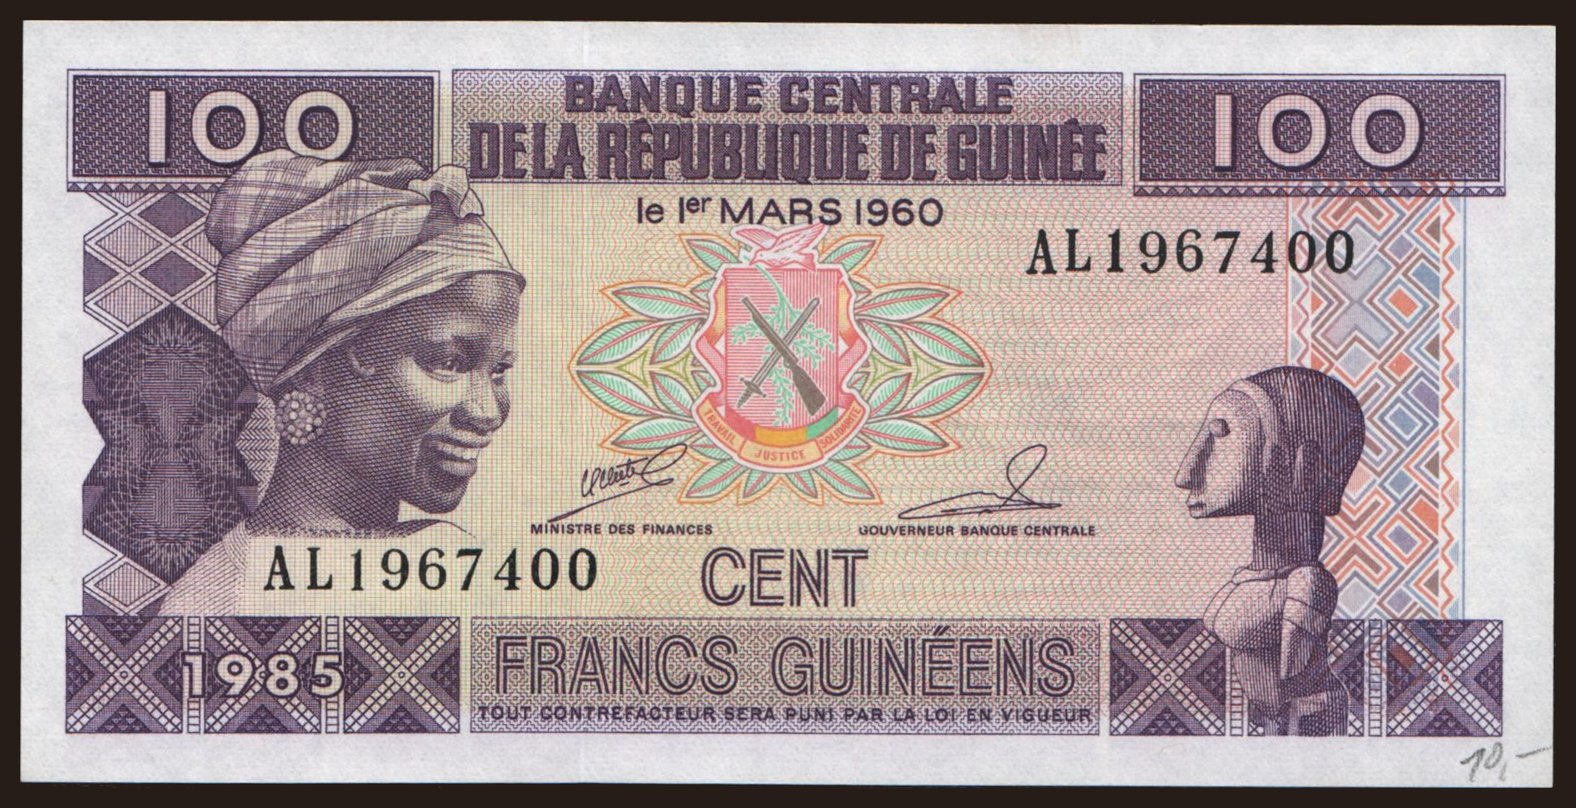 100
BANQUE CENTRALE
100
DE LA RÉPUBLIQUE DE GUINÉE
le 1er MARS 1960
AL1967400
TRAVAIL JUSTICE SOLIDARITÉ
MINISTRE DES FINANCES
GOUVERNEUR BANQUE CENTRALE
AL1967400
CENT
1985
FRANCS GUINÉENS
TOUT CONTREFACTEUR SERA PUNI PAR LA LOI EN VIGUEUR
10,-